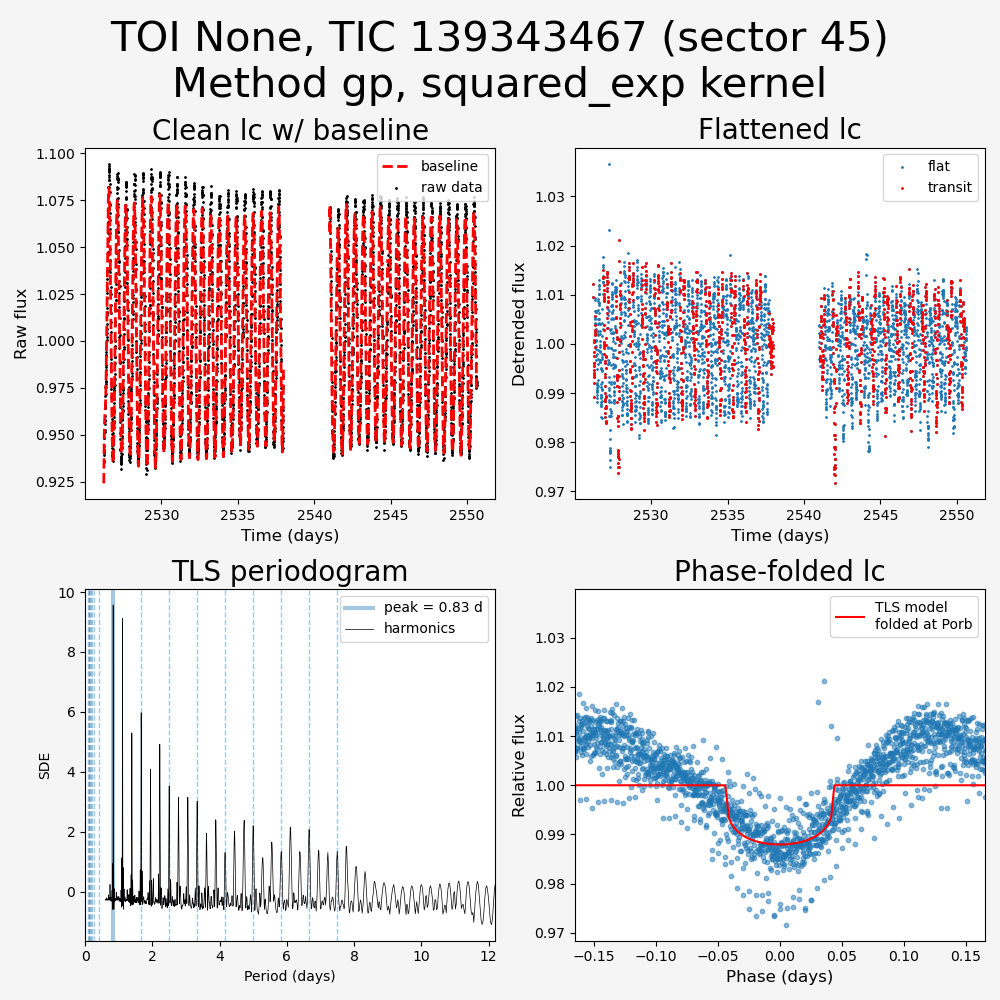 TOI None, TIC 139343467 (sector 45)
Method gp, squared_exp kernel
Clean lc w/ baseline
1.100
1.075
1.050
1.025
1.000
0.975
0.950
0.925
Raw flux
baseline
raw data
2530
2535
2540
2545
2550
Time (days)
Flattened lc
1.03
1.02
1.01
1.00
0.99
0.98
0.97
Detrended flux
flat
transit
2530
2535
2540
2545
2550
Time (days)
TLS periodogram
10
8
6
4
2
0
SDE
peak = 0.83 d
harmonics
0
2
4
6
8
10
12
Period (days)
Phase-folded lc
1.03
1.02
1.01
1.00
0.99
0.98
0.97
Relative flux
TLS model
folded at Porb
−0.15
−0.10
−0.05
0.00
0.05
0.10
0.15
Phase (days)